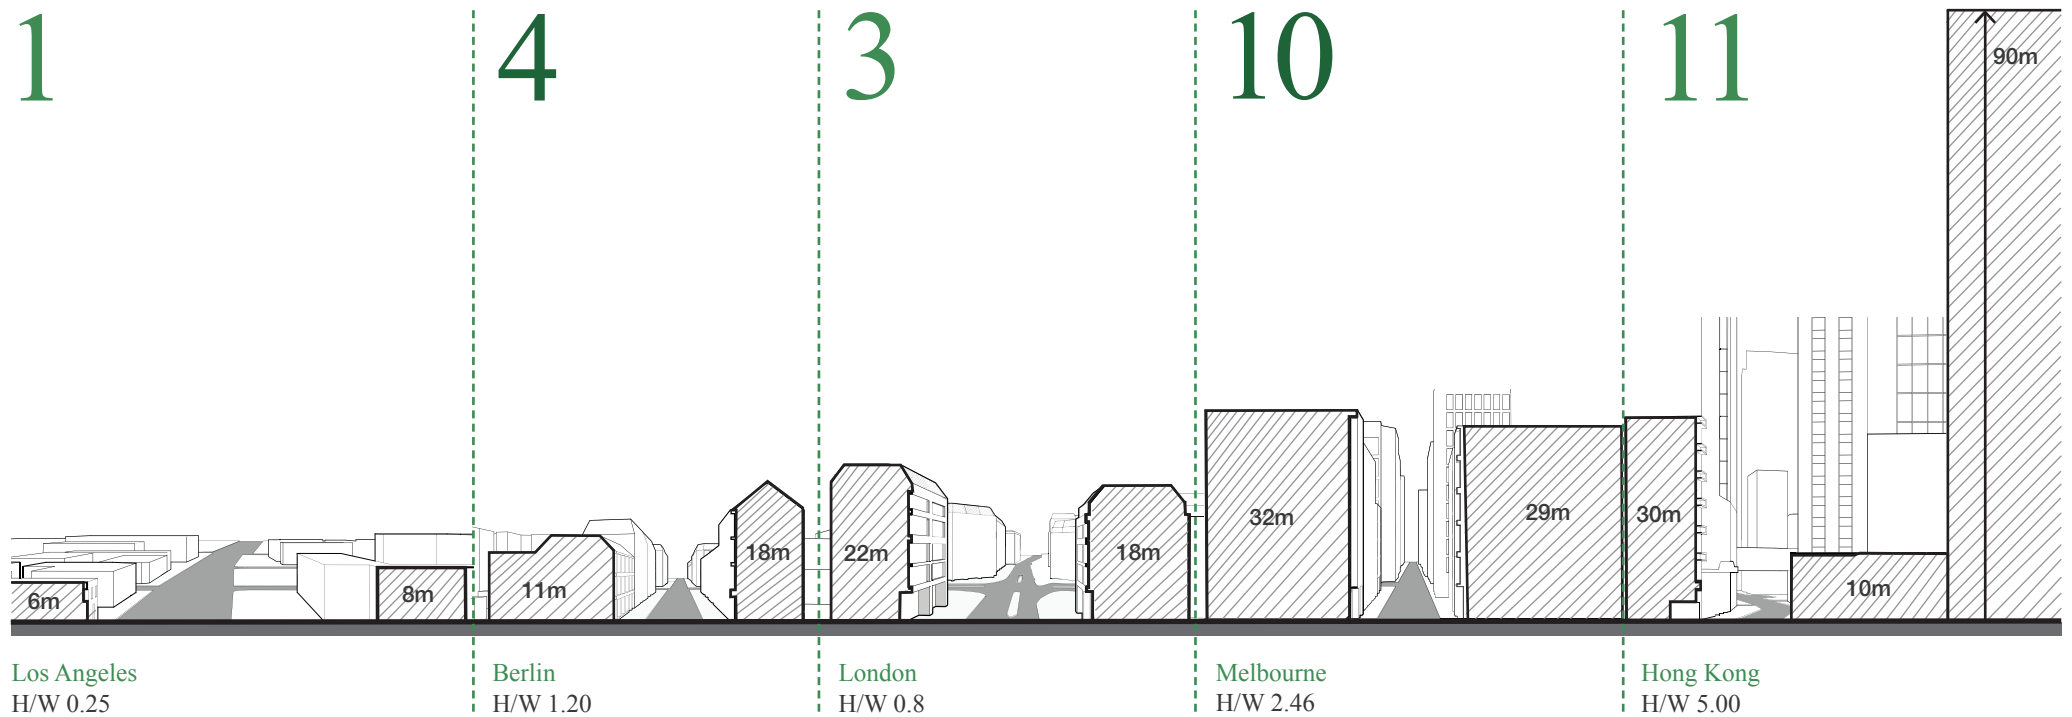 1
4
3
10
11
90m
6m
8m
11m
18m
22m
18m
32m
29m
30m
10m
Los Angeles
H/W 0.25
Berlin
H/W 1.20
London
H/W 0.8
Melbourne
H/W 2.46
Hong Kong
H/W 5.00